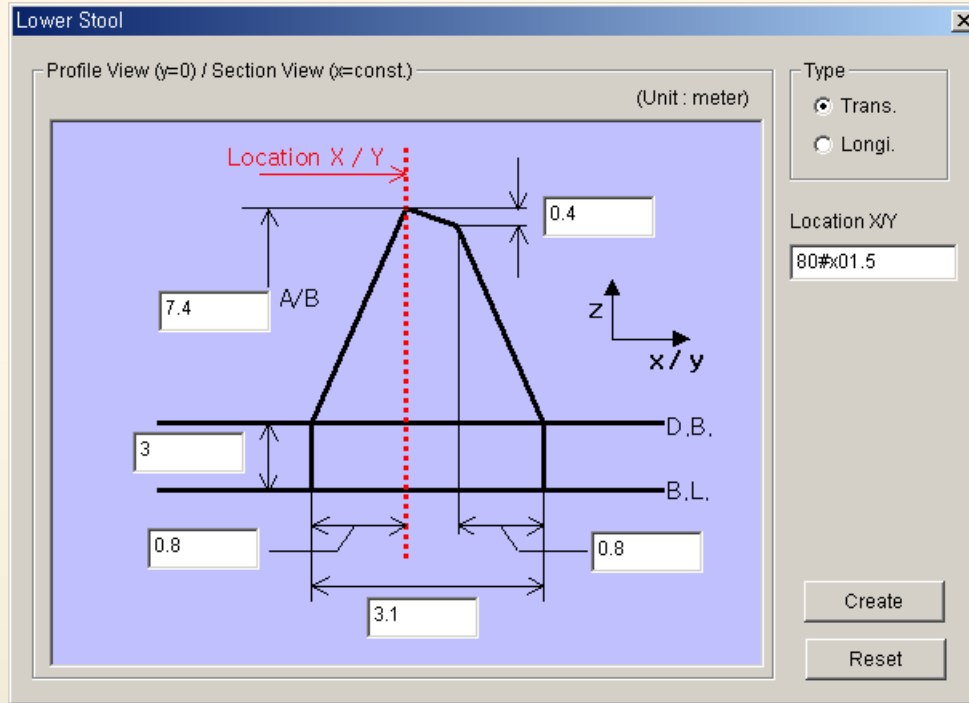 Lower Stool
Profile View (y=0) / Section View (x=const.)
(Unit : meter)
Location X / Y
0.4
7.4
A/B
z
x / y
D.B.
3
B.L.
0.8
0.8
3.1
Type
Trans.
Longi.
Location X/Y
80#x01.5
Create
Reset